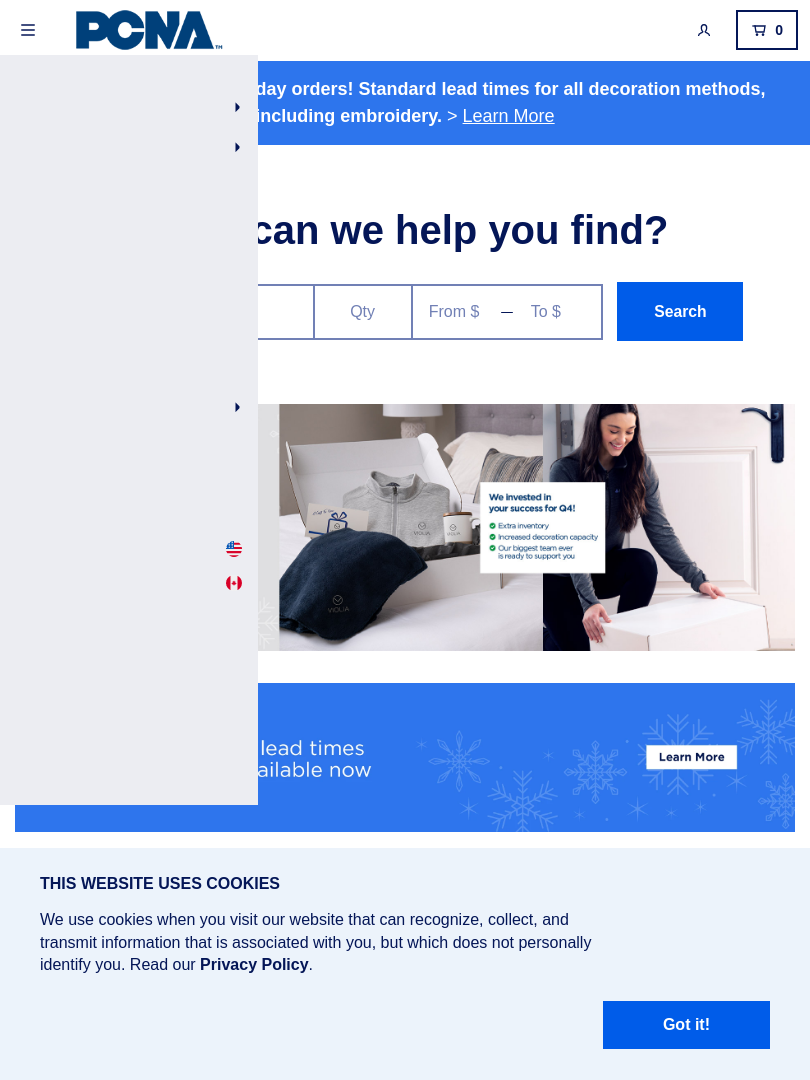 PCNA™
0
day orders! Standard lead times for all decoration methods,
including embroidery. > Learn More
can we help you find?
Qty
From $
To $
Search
We invested in
your success for Q4!
Extra inventory
Increased decoration capacity
Our biggest team ever
is ready to support you
VIOLIA
VIOLIA
VIOLIA
lead times
ailable now
Learn More
THIS WEBSITE USES COOKIES
We use cookies when you visit our website that can recognize, collect, and
transmit information that is associated with you, but which does not personally
identify you. Read our Privacy Policy.
Got it!